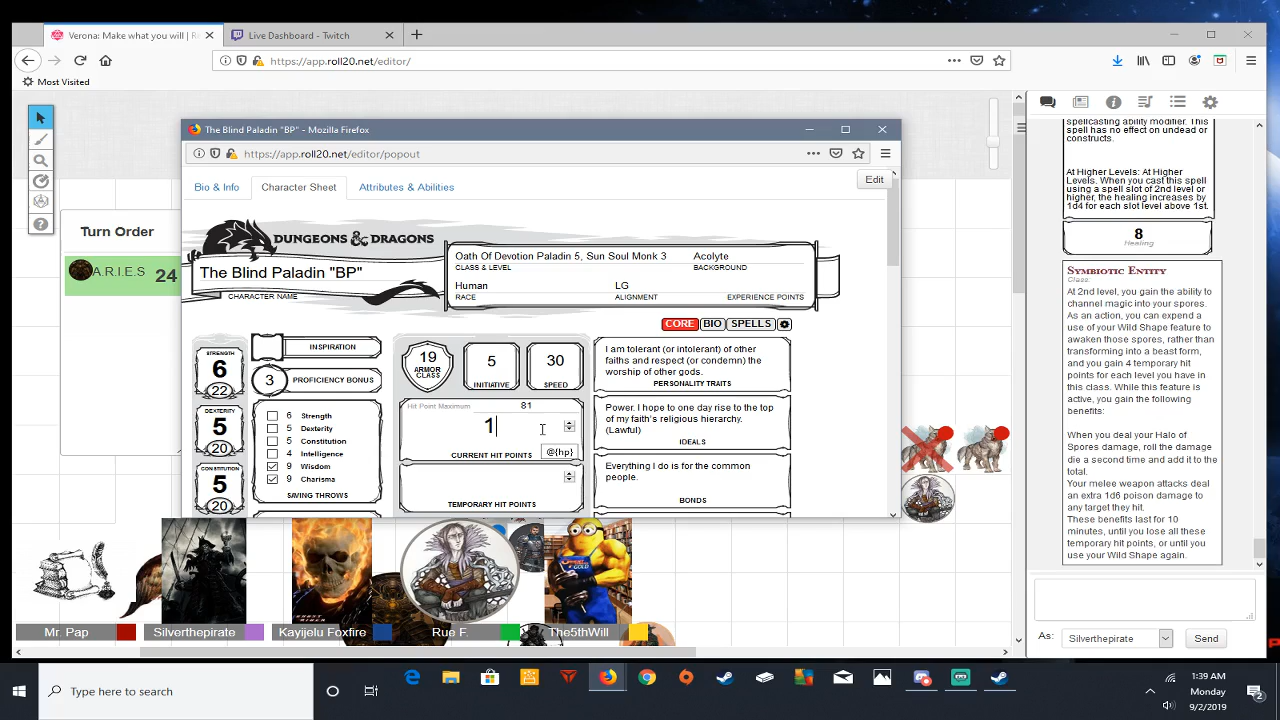 Verona: Make what you will | R
Live Dashboard - Twitch
https://app.roll20.net/editor/
Most Visited
The Blind Paladin "BP" - Mozilla Firefox
https://app.roll20.net/editor/popout
Bio & Info
Character Sheet
Attributes & Abilities
Edit
Turn Order
A.R.I.E.S
24
DUNGEONS & DRAGONS
The Blind Paladin "BP"
CHARACTER NAME
Oath Of Devotion Paladin 5, Sun Soul Monk 3
Acolyte
CLASS & LEVEL
BACKGROUND
Human
LG
RACE
ALIGNMENT
EXPERIENCE POINTS
CORE
BIO
SPELLS
STRENGTH
6
22
DEXTERITY
5
20
CONSTITUTION
5
20
INSPIRATION
3
PROFICIENCY BONUS
6 Strength
5 Dexterity
5 Constitution
4 Intelligence
9 Wisdom
9 Charisma
SAVING THROWS
19
ARMOR
CLASS
5
INITIATIVE
30
SPEED
Hit Point Maximum
81
1
@{hp}
CURRENT HIT POINTS
TEMPORARY HIT POINTS
I am tolerant (or intolerant) of other
faiths and respect (or condemn) the
worship of other gods.
PERSONALITY TRAITS
Power. I hope to one day rise to the top
of my faith's religious hierarchy.
(Lawful)
IDEALS
Everything I do is for the common
people.
BONDS
spellcasting ability modifier. This
spell has no effect on undead or
constructs.
At Higher Levels: At Higher
Levels. When you cast this spell
using a spell slot of 2nd level or
higher, the healing increases by
1d4 for each slot level above 1st.
8
Healing
SYMBIOTIC ENTITY
Class:
At 2nd level, you gain the ability to
channel magic into your spores.
As an action, you can expend a
use of your Wild Shape feature to
awaken those spores, rather than
transforming into a beast form,
and you gain 4 temporary hit
points for each level you have in
this class. While this feature is
active, you gain the following
benefits:
When you deal your Halo of
Spores damage, roll the damage
die a second time and add it to the
total.
Your melee weapon attacks deal
an extra 1d6 poison damage to
any target they hit.
These benefits last for 10
minutes, until you lose all these
temporary hit points, or until you
use your Wild Shape again.
As:
Silverthepirate
Send
Mr. Pap
Silverthepirate
Kayijelu Foxfire
Rue F.
The5thWill
Type here to search
1:39 AM
Monday
9/2/2019
2